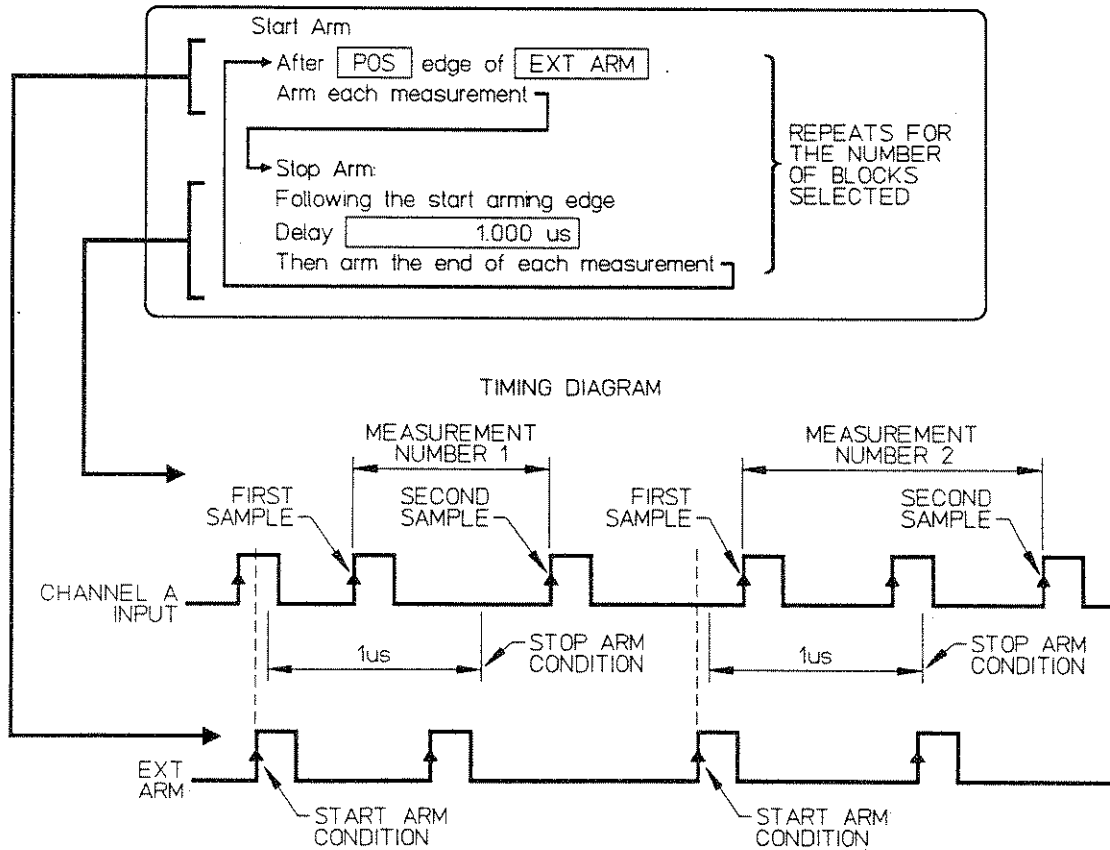 Start Arm
After POS edge of EXT ARM .
Arm each measurement
Stop Arm:
Following the start arming edge
Delay 1.000 us
Then arm the end of each measurement
REPEATS FOR
THE NUMBER
OF BLOCKS
SELECTED
TIMING DIAGRAM
MEASUREMENT
NUMBER 1
MEASUREMENT
NUMBER 2
FIRST
SAMPLE
SECOND
SAMPLE
FIRST
SAMPLE
SECOND
SAMPLE
CHANNEL A
INPUT
1us
STOP ARM
CONDITION
1us
STOP ARM
CONDITION
EXT
ARM
START ARM
CONDITION
START ARM
CONDITION